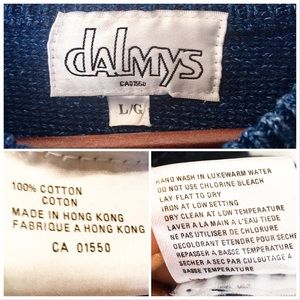 dalmys
CA01550
L/G
100% COTTON
COTON
MADE IN HONG KONG
FABRIQUE A HONG KONG
CA 01550
HAND WASH IN LUKEWARM WATER
DO NOT USE CHLORINE BLEACH
LAY FLAT TO DRY
IRON AT LOW SETTING
DRY CLEAN AT LOW TEMPERATURE
LAVER A LA MAIN A L'EAU TIEDE
NE PAS UTILISER DE CHLORURE
DECOLORANT ETENDRE POUR SECHE
REPASSER A BASSE TEMPERATURE
SECHER A SEC PAR CULBUTAGE A
BASSE TEMPERATURE